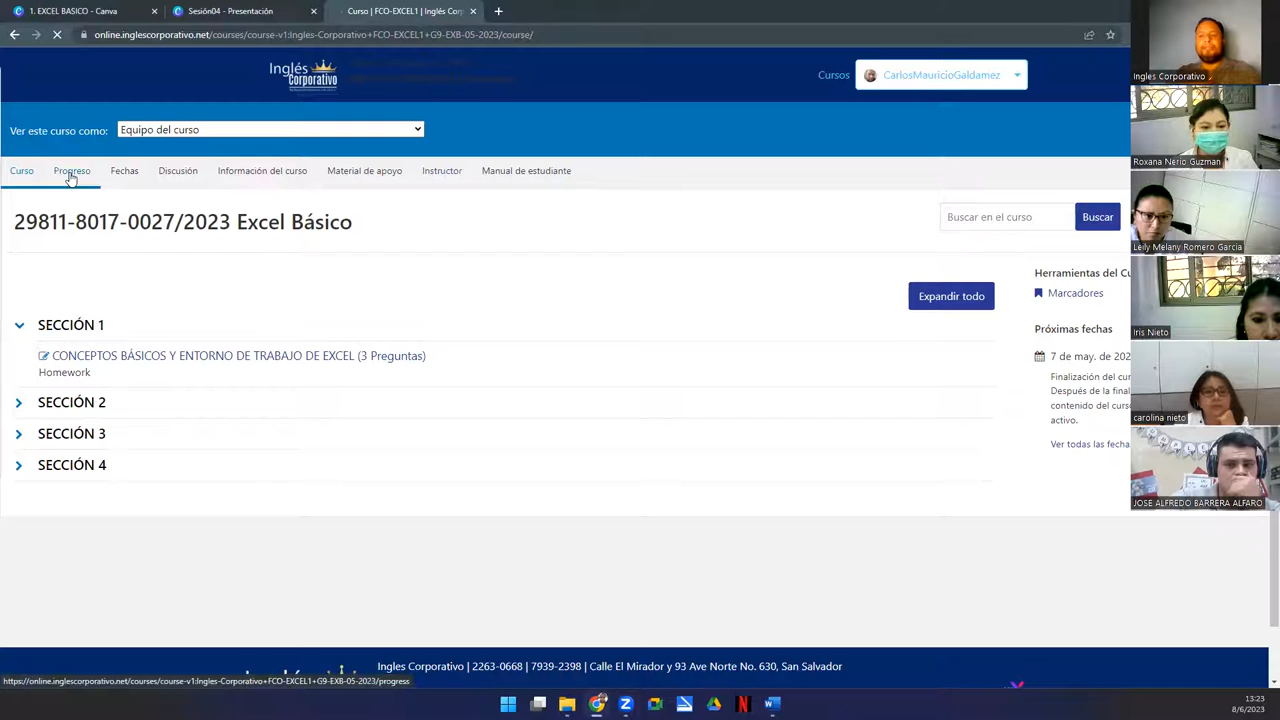 1. EXCEL BASICO - Canva
Sesión04 - Presentación
Curso | FCO-EXCEL1 | Inglés Cor
online.inglescorporativo.net/courses/course-v1:Ingles-Corporativo+FCO-EXCEL1+G9-EXB-05-2023/course/
Inglés
Corporativo
Cursos
CarlosMauricioGaldamez
Ver este curso como:
Equipo del curso
Curso
Progreso
Fechas
Discusión
Información del curso
Material de apoyo
Instructor
Manual de estudiante
29811-8017-0027/2023 Excel Básico
Buscar en el curso
Buscar
Expandir todo
SECCIÓN 1
CONCEPTOS BÁSICOS Y ENTORNO DE TRABAJO DE EXCEL (3 Preguntas)
Homework
SECCIÓN 2
SECCIÓN 3
SECCIÓN 4
Herramientas del Cu
Marcadores
Próximas fechas
7 de may. de 202
Finalización del cur
Después de la final
contenido del curs
activo.
Ver todas las fecha
Ingles Corporativo
Roxana Nerio Guzman
Leily Melany Romero Garcia
Iris Nieto
carolina nieto
JOSE ALFREDO BARRERA ALFARO
Ingles Corporativo | 2263-0668 | 7939-2398 | Calle El Mirador y 93 Ave Norte No. 630, San Salvador
https://online.inglescorporativo.net/courses/course-v1:Ingles-Corporativo+FCO-EXCEL1+G9-EXB-05-2023/progress
13:23
8/6/2023